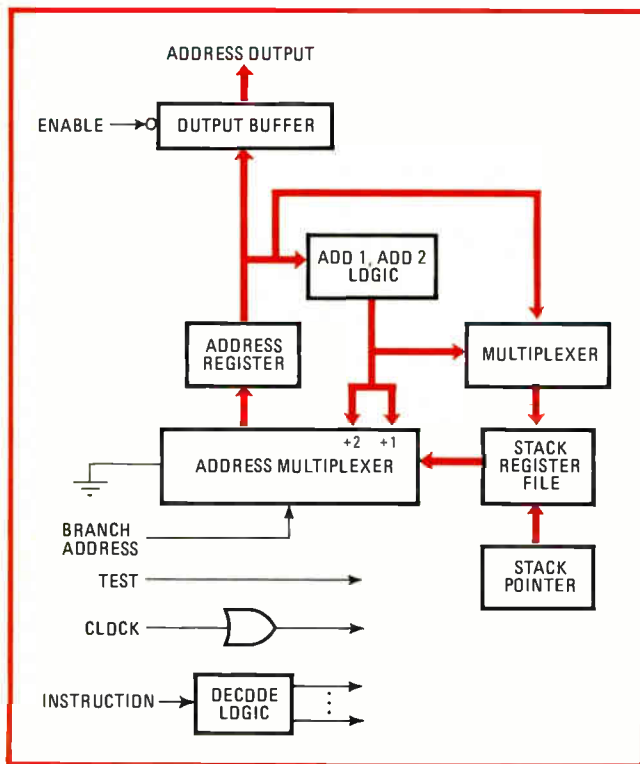 ADDRESS OUTPUT
ENABLE
OUTPUT BUFFER
ADD 1, ADD 2
LOGIC
ADDRESS
REGISTER
MULTIPLEXER
+2 +1
ADDRESS MULTIPLEXER
STACK
REGISTER
FILE
BRANCH
ADDRESS
STACK
POINTER
TEST
CLOCK
INSTRUCTION
DECODE
LOGIC